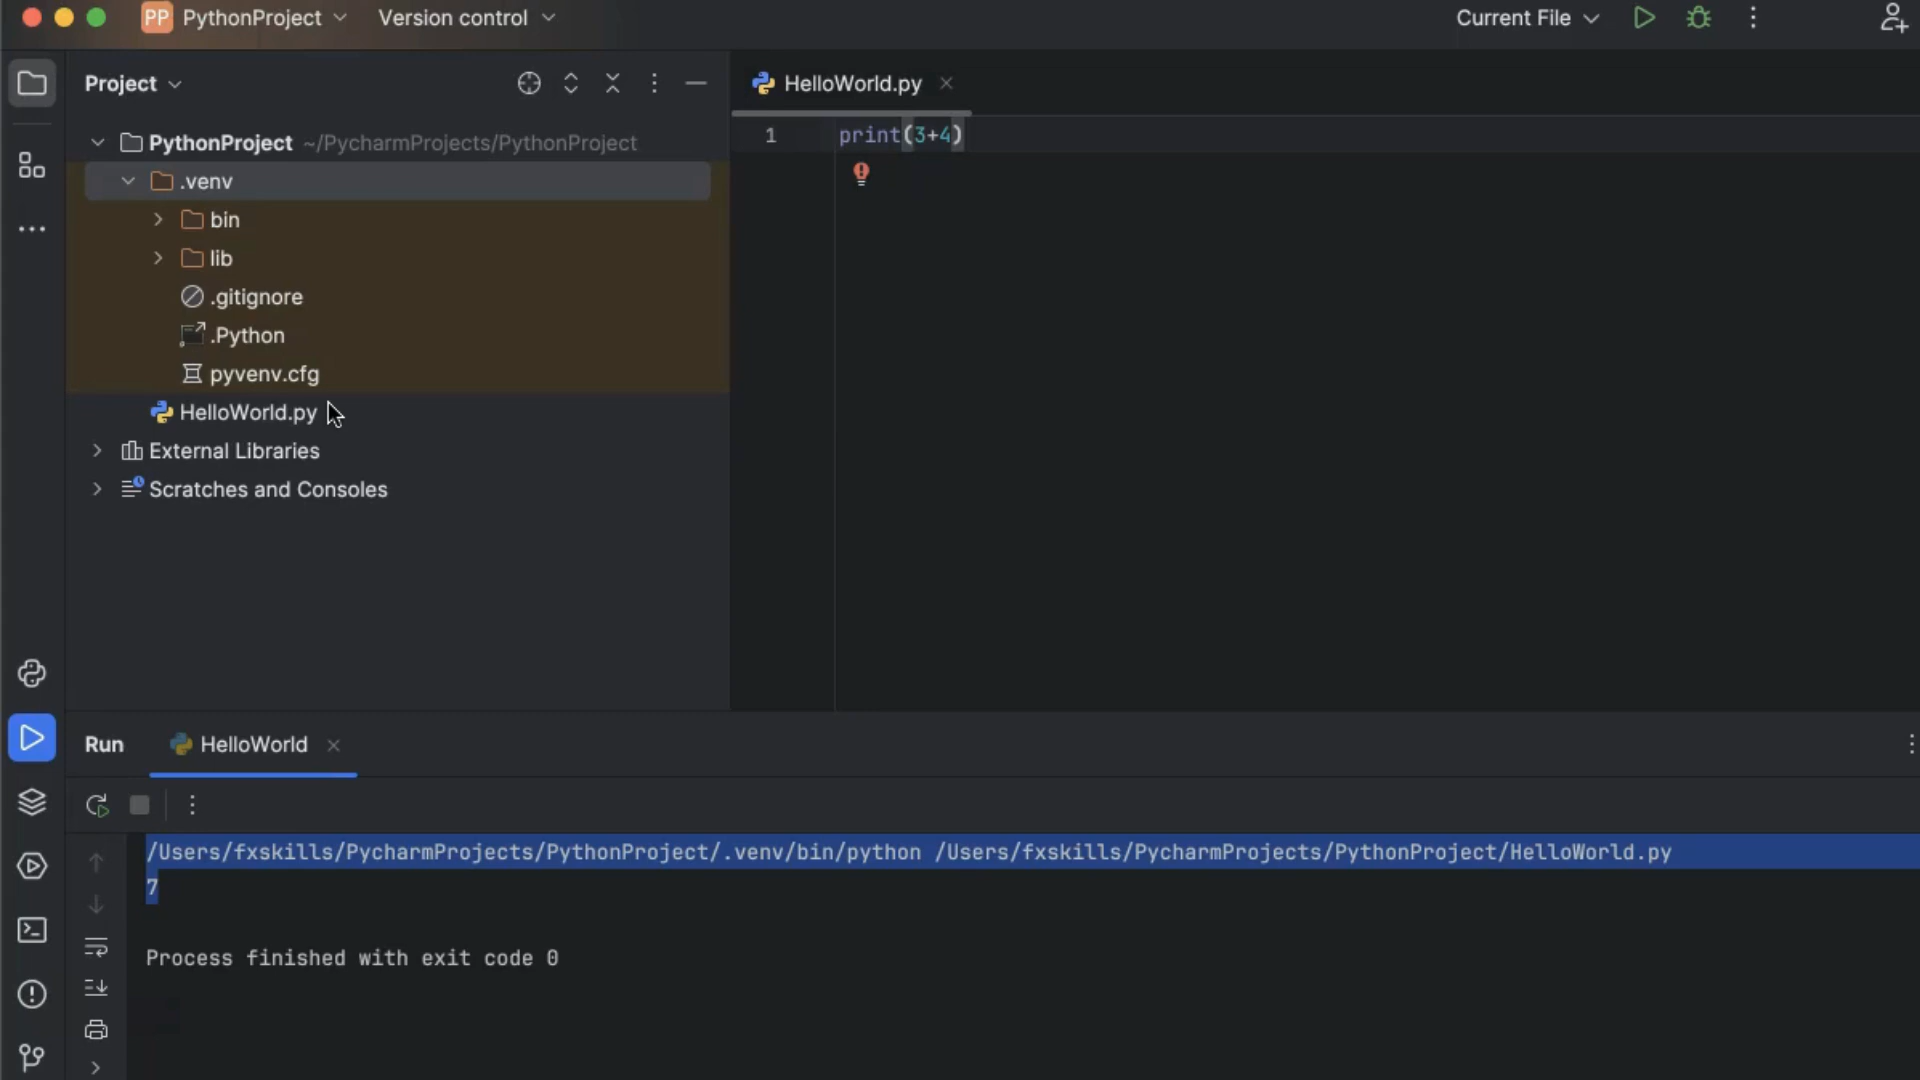 PP PythonProject Version control Current File
Project
HelloWorld.py
PythonProject ~/PycharmProjects/PythonProject
1 print(3+4)
.venv
bin
lib
.gitignore
.Python
pyvenv.cfg
HelloWorld.py
External Libraries
Scratches and Consoles
Run HelloWorld
/Users/fxskills/PycharmProjects/PythonProject/.venv/bin/python /Users/fxskills/PycharmProjects/PythonProject/HelloWorld.py
7
Process finished with exit code 0